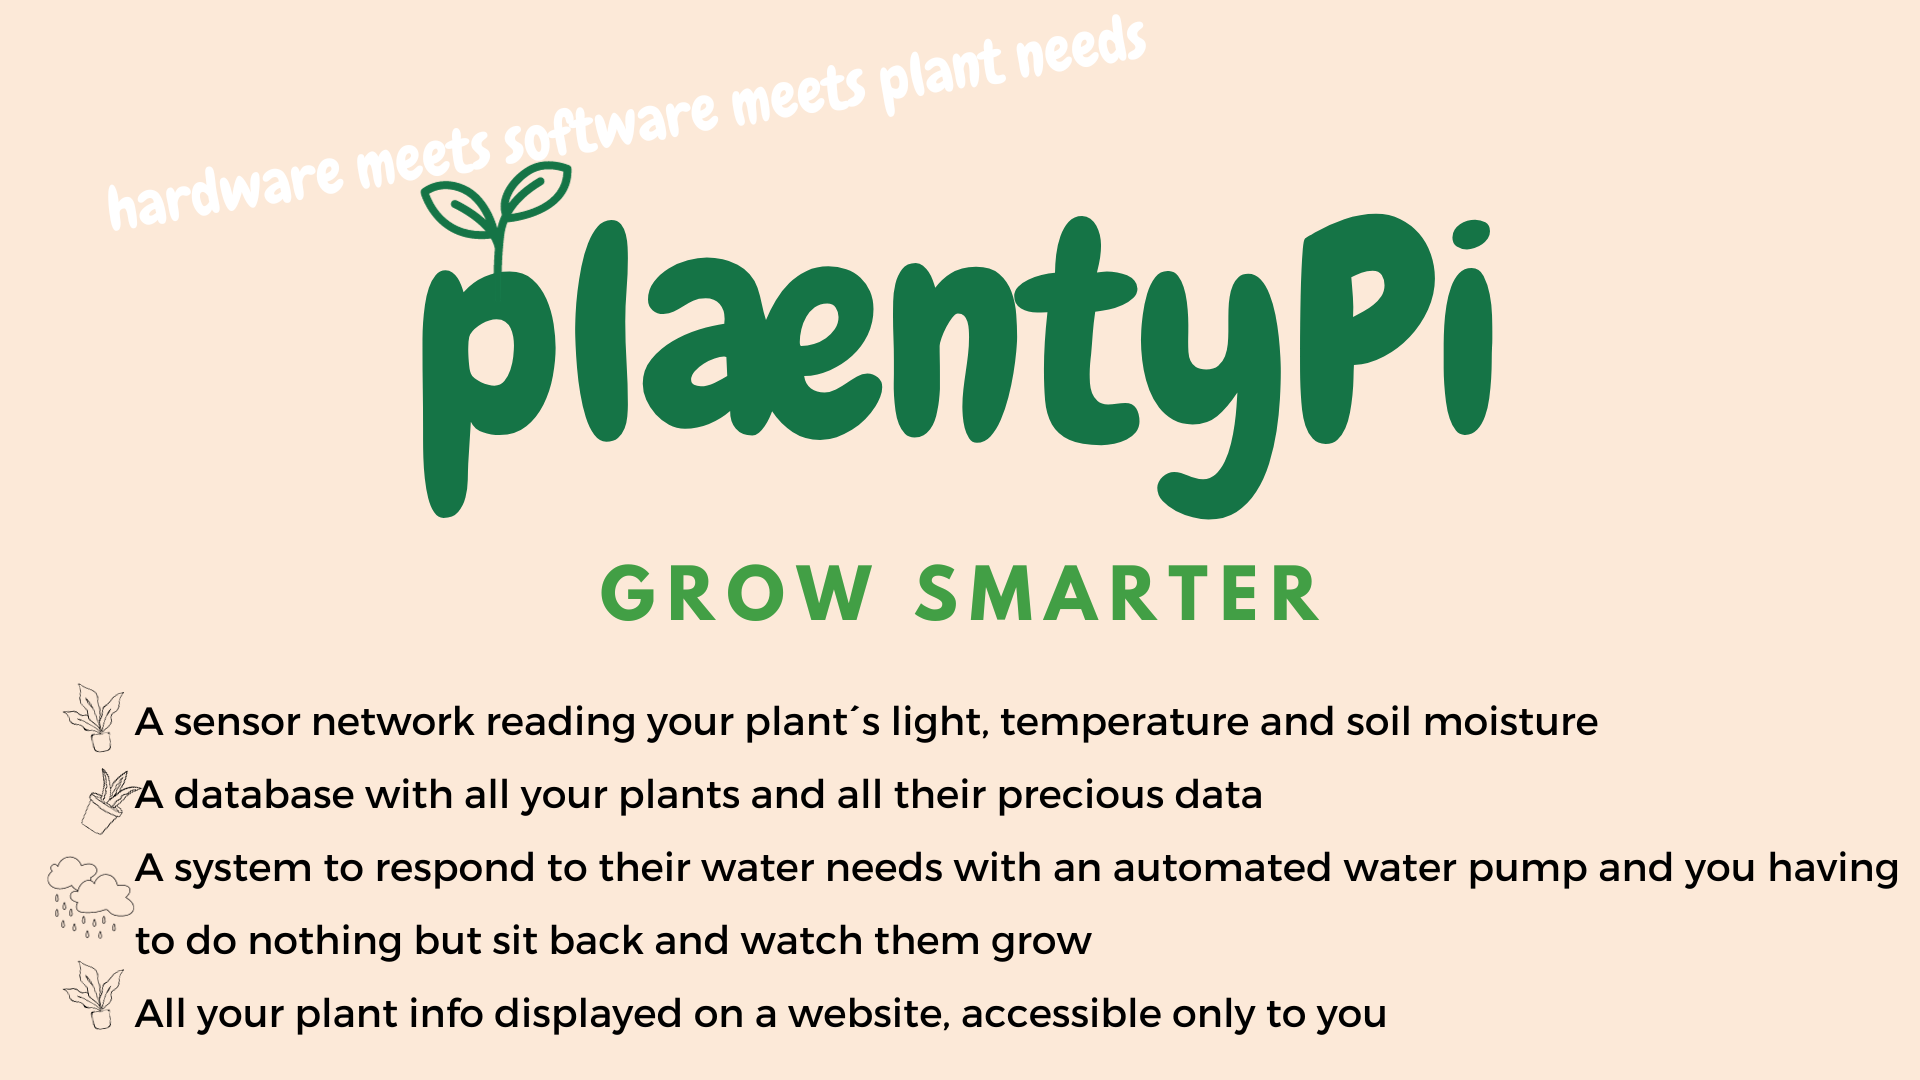 hardware meets software meets plant needs
plaentyPi
GROW SMARTER
A sensor network reading your plant´s light, temperature and soil moisture
A database with all your plants and all their precious data
A system to respond to their water needs with an automated water pump and you having
to do nothing but sit back and watch them grow
All your plant info displayed on a website, accessible only to you